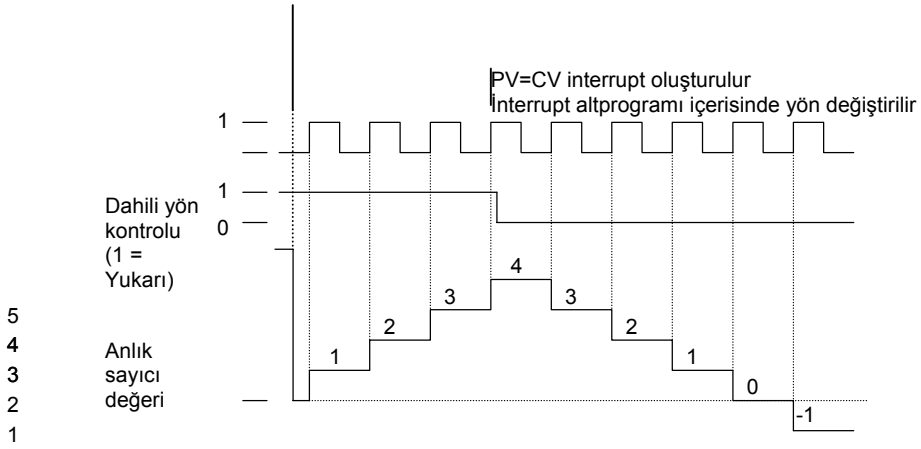 PV=CV interrupt oluşturulur
İnterrupt altprogramı içerisinde yön değiştirilir
1
1
0
Dahili yön
kontrolu
(1 =
Yukarı)
4
3
3
2
2
1
1
0
-1
Anlık
sayıcı
değeri
5
4
3
2
1